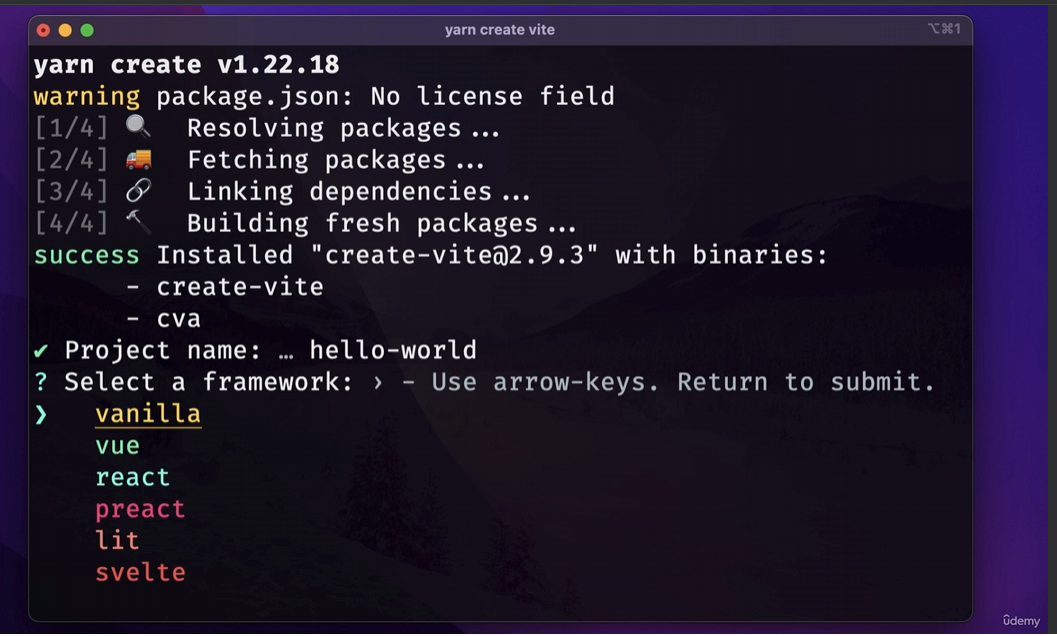 yarn create vite
⌥⌘1
yarn create v1.22.18
warning package.json: No license field
[1/4] 🔍 Resolving packages...
[2/4] 🚚 Fetching packages...
[3/4] 🔗 Linking dependencies...
[4/4] 🔨 Building fresh packages...
success Installed "create-vite@2.9.3" with binaries:
- create-vite
- cva
✔ Project name: … hello-world
? Select a framework: › - Use arrow-keys. Return to submit.
❯ vanilla
vue
react
preact
lit
svelte
ûdemy